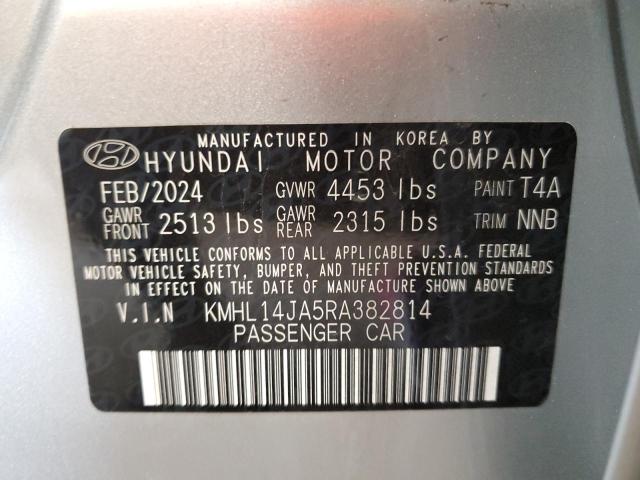 MANUFACTURED IN KOREA BY
HYUNDAI MOTOR COMPANY
FEB/2024 GVWR 4453 lbs PAINT T4A
GAWR FRONT 2513 lbs GAWR REAR 2315 lbs TRIM NNB
THIS VEHICLE CONFORMS TO ALL APPLICABLE U.S.A. FEDERAL
MOTOR VEHICLE SAFETY, BUMPER, AND THEFT PREVENTION STANDARDS
IN EFFECT ON THE DATE OF MANUFACTURE SHOWN ABOVE
V.I.N KMHL14JA5RA382814
PASSENGER CAR